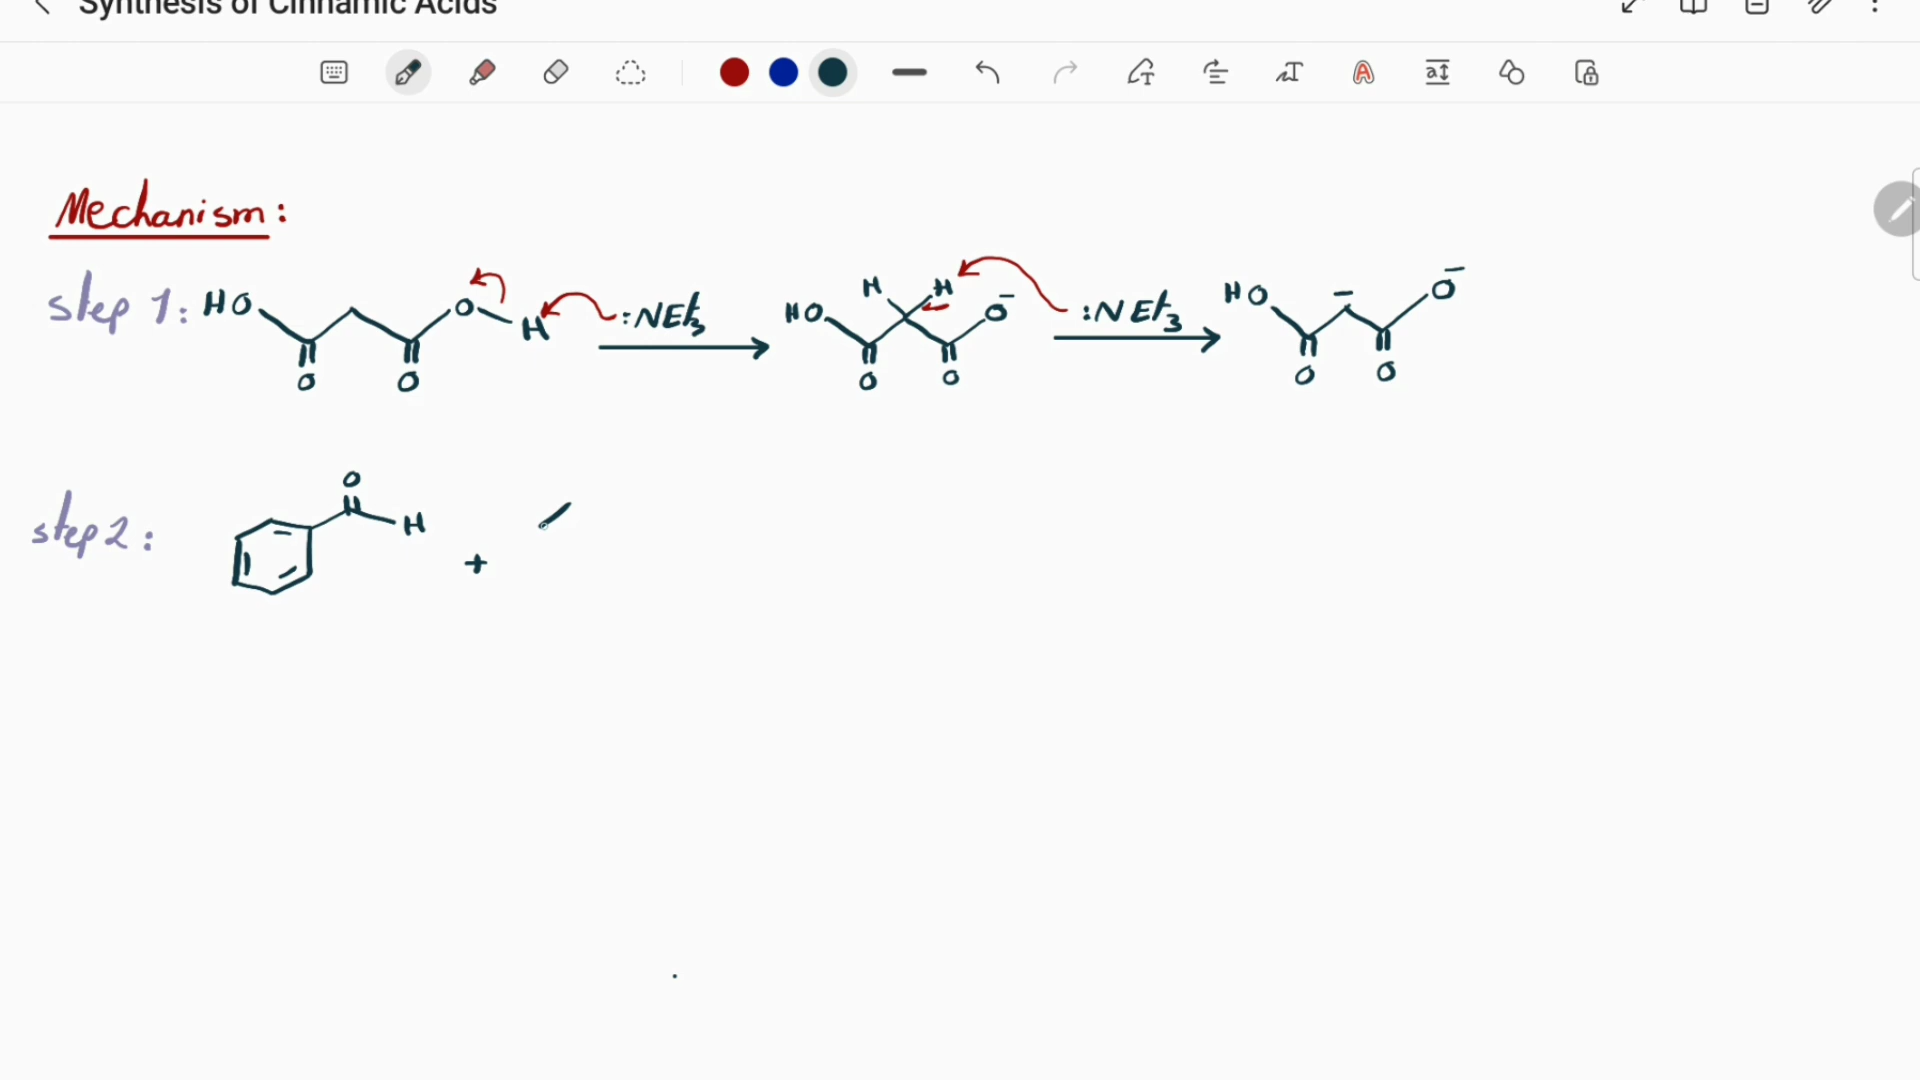 Synthesis of Cinnamic Acids
Mechanism:
step 1: HO O O O H :NEt3 HO O H H O O⁻ :NEt3 HO O ⁻ O O⁻
step 2: O H +